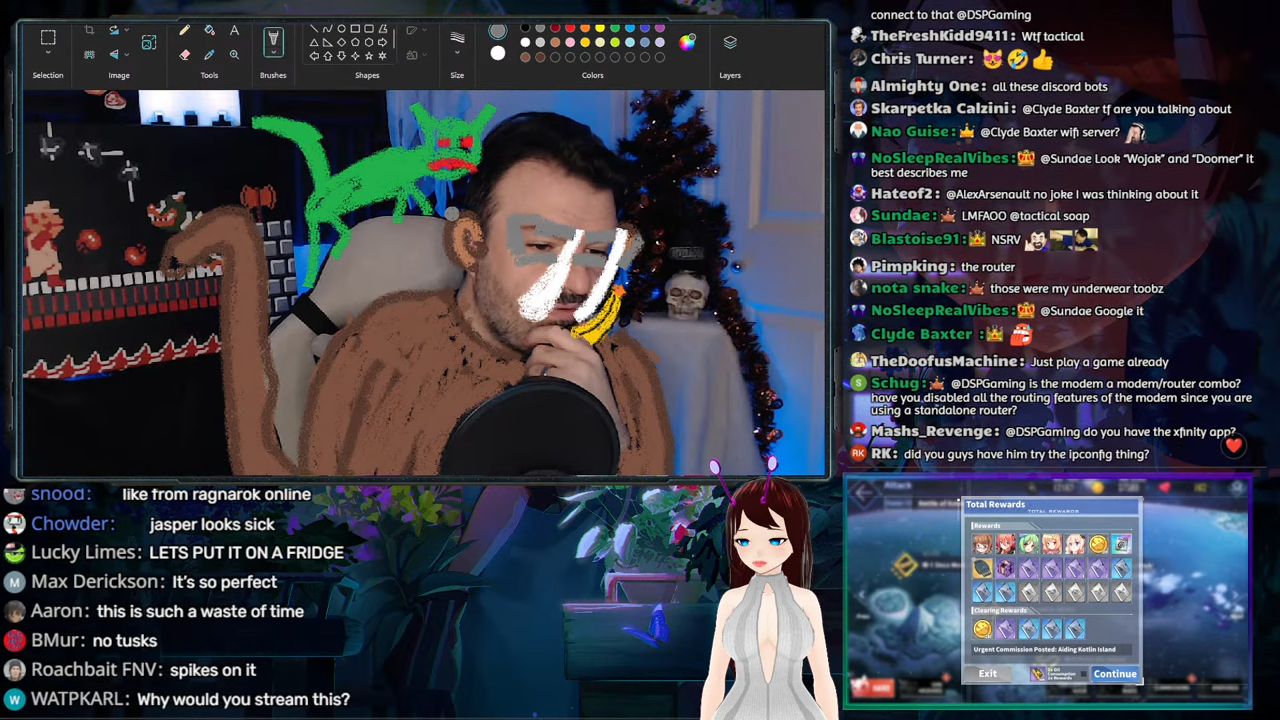 Selection
Image
Tools
Brushes
Shapes
Size
Colors
Layers
connect to that @DSPGaming
TheFreshKidd9411: Wtf tactical
Chris Turner:
Almighty One: all these discord bots
Skarpetka Calzini: @Clyde Baxter tf are you talking about
Nao Guise: @Clyde Baxter wifi server?
NoSleepRealVibes: @Sundae Look “Wojak” and “Doomer” it
best describes me
Hateof2: @AlexArsenault no joke I was thinking about it
Sundae: LMFAOO @tactical soap
Blastoise91: NSRV
Pimpking: the router
nota snake: those were my underwear toobz
NoSleepRealVibes: @Sundae Google it
Clyde Baxter :
TheDoofusMachine: Just play a game already
S Schug: @DSPGaming is the modem a modem/router combo?
have you disabled all the routing features of the modem since you are
using a standalone router?
Mashs_Revenge: @DSPGaming do you have the xfinity app?
RK RK: did you guys have him try the ipconfig thing?
snood: like from ragnarok online
Chowder: jasper looks sick
Lucky Limes: LETS PUT IT ON A FRIDGE
M Max Derickson: It’s so perfect
Aaron: this is such a waste of time
BMur: no tusks
Roachbait FNV: spikes on it
W WATPKARL: Why would you stream this?
Attack
Total Rewards
TOTAL REWARDS
Rewards
Clearing Rewards
Urgent Commission Posted: Aiding Kotlin Island
Exit
Continue